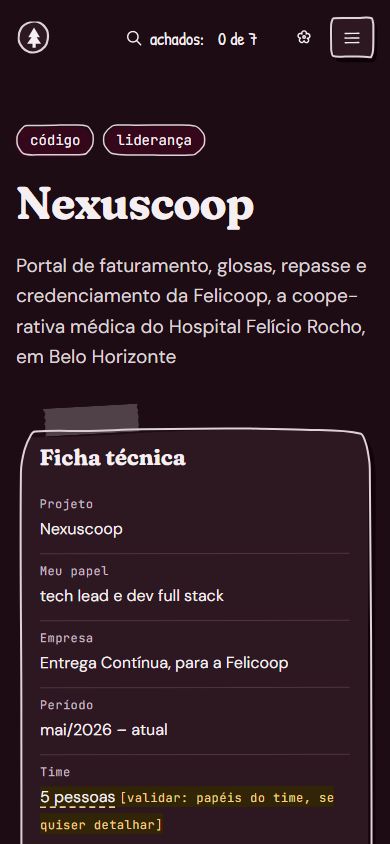 achados: 0 de 7
código liderança
Nexuscoop
Portal de faturamento, glosas, repasse e
credenciamento da Felicoop, a coope-
rativa médica do Hospital Felício Rocho,
em Belo Horizonte
Ficha técnica
Projeto
Nexuscoop
Meu papel
tech lead e dev full stack
Empresa
Entrega Contínua, para a Felicoop
Período
mai/2026 – atual
Time
5 pessoas [validar: papéis do time, se
quiser detalhar]